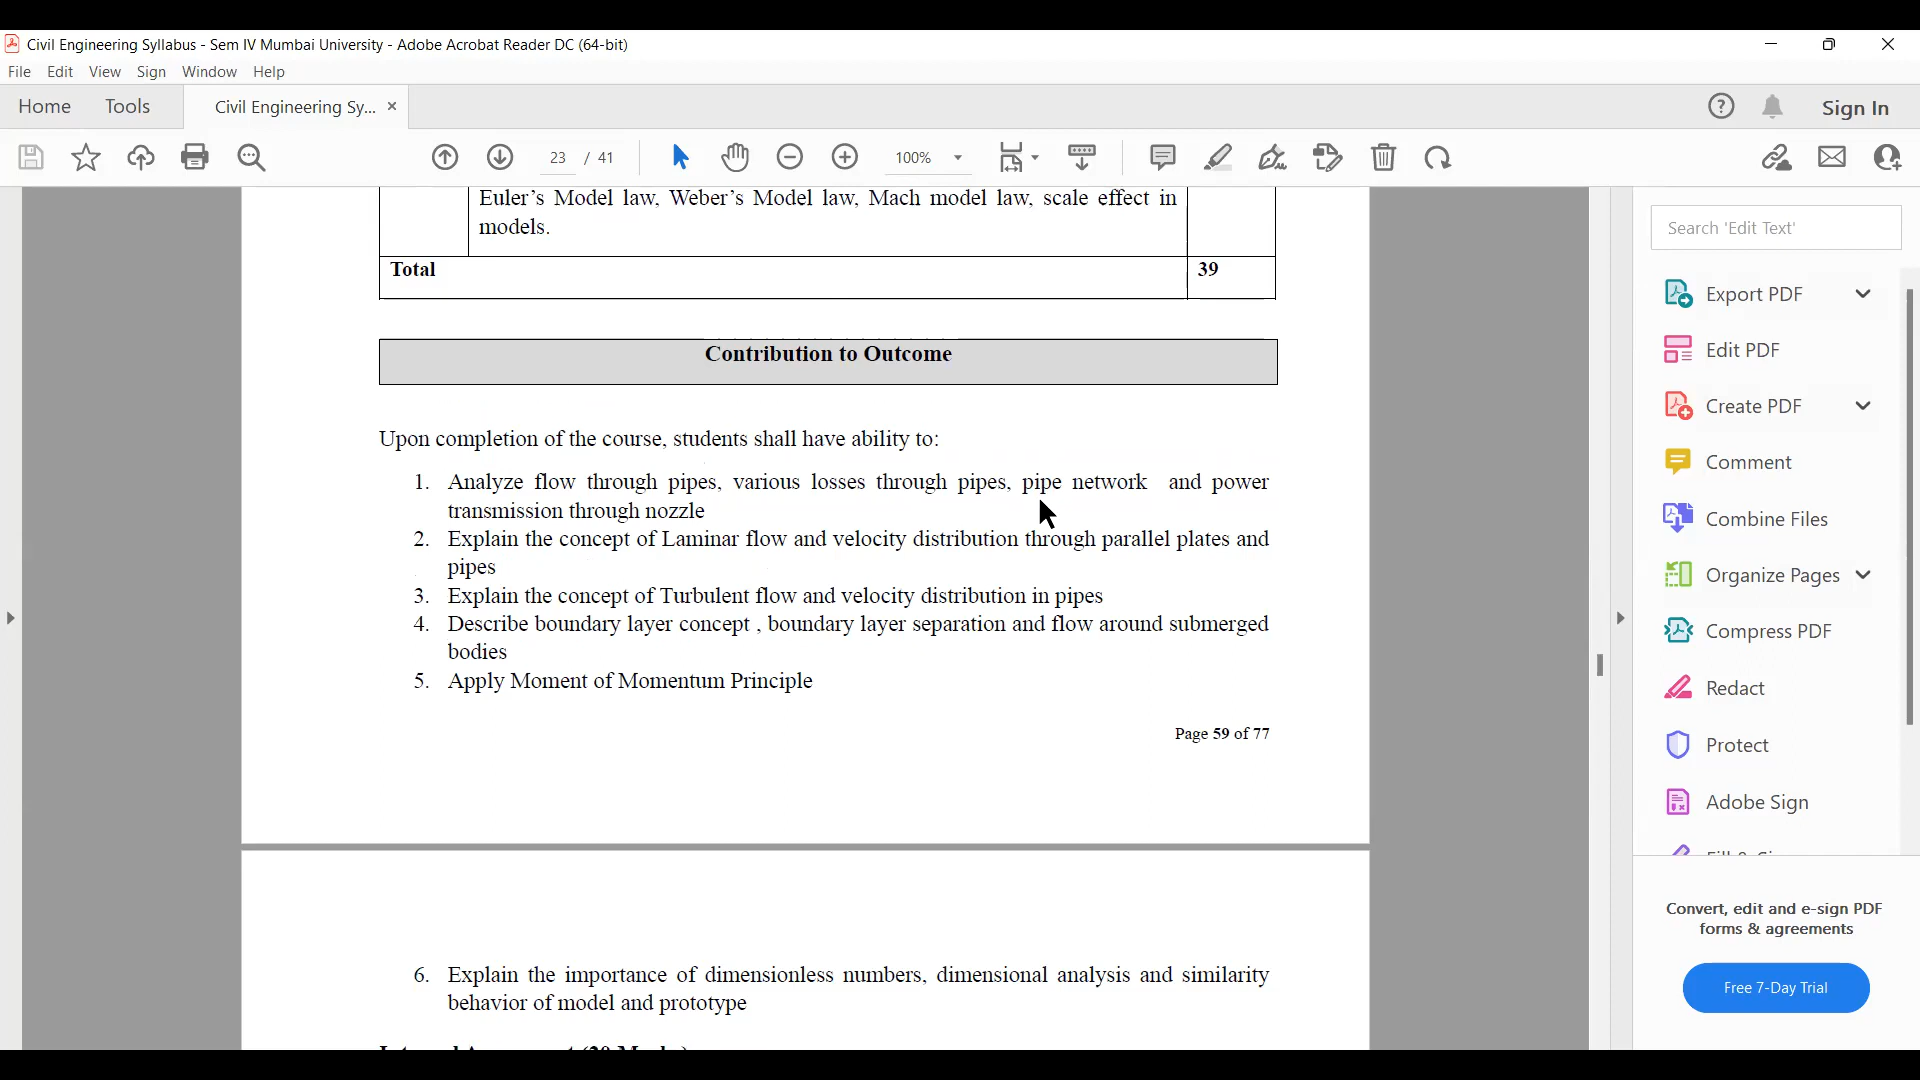 Civil Engineering Syllabus - Sem IV Mumbai University - Adobe Acrobat Reader DC (64-bit)
File Edit View Sign Window Help
Home Tools Civil Engineering Sy... Sign In
23 / 41 100%
Euler's Model law, Weber's Model law, Mach model law, scale effect in
models.
Total 39
Contribution to Outcome
Upon completion of the course, students shall have ability to:
1. Analyze flow through pipes, various losses through pipes, pipe network and power
transmission through nozzle
2. Explain the concept of Laminar flow and velocity distribution through parallel plates and
pipes
3. Explain the concept of Turbulent flow and velocity distribution in pipes
4. Describe boundary layer concept , boundary layer separation and flow around submerged
bodies
5. Apply Moment of Momentum Principle
Page 59 of 77
6. Explain the importance of dimensionless numbers, dimensional analysis and similarity
behavior of model and prototype
Search 'Edit Text'
Export PDF
Edit PDF
Create PDF
Comment
Combine Files
Organize Pages
Compress PDF
Redact
Protect
Adobe Sign
Convert, edit and e-sign PDF
forms & agreements
Free 7-Day Trial